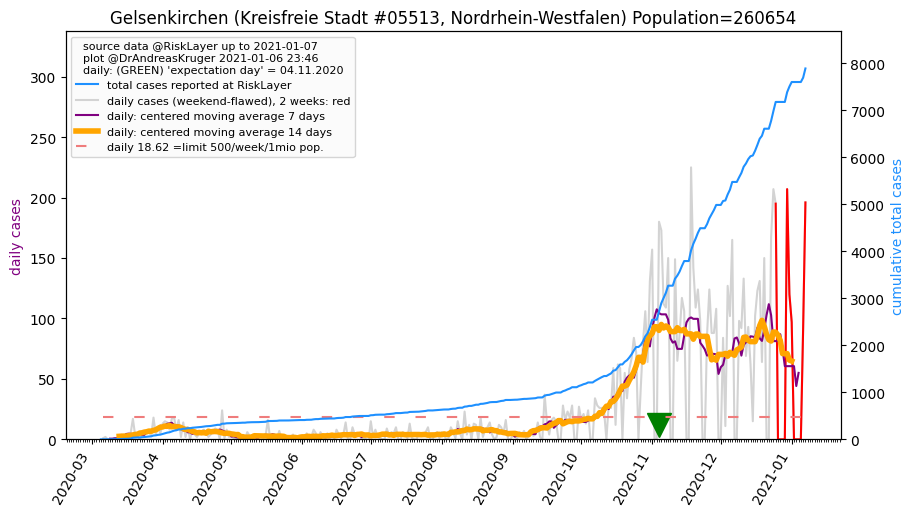 Gelsenkirchen (Kreisfreie Stadt #05513, Nordrhein-Westfalen) Population=260654
source data @RiskLayer up to 2021-01-07
plot @DrAndreasKruger 2021-01-06 23:46
daily: (GREEN) 'expectation day' = 04.11.2020
total cases reported at RiskLayer
daily cases (weekend-flawed), 2 weeks: red
daily: centered moving average 7 days
daily: centered moving average 14 days
daily 18.62 =limit 500/week/1mio pop.
daily cases
300
250
200
150
100
50
0
cumulative total cases
8000
7000
6000
5000
4000
3000
2000
1000
0
2020-03
2020-04
2020-05
2020-06
2020-07
2020-08
2020-09
2020-10
2020-11
2020-12
2021-01